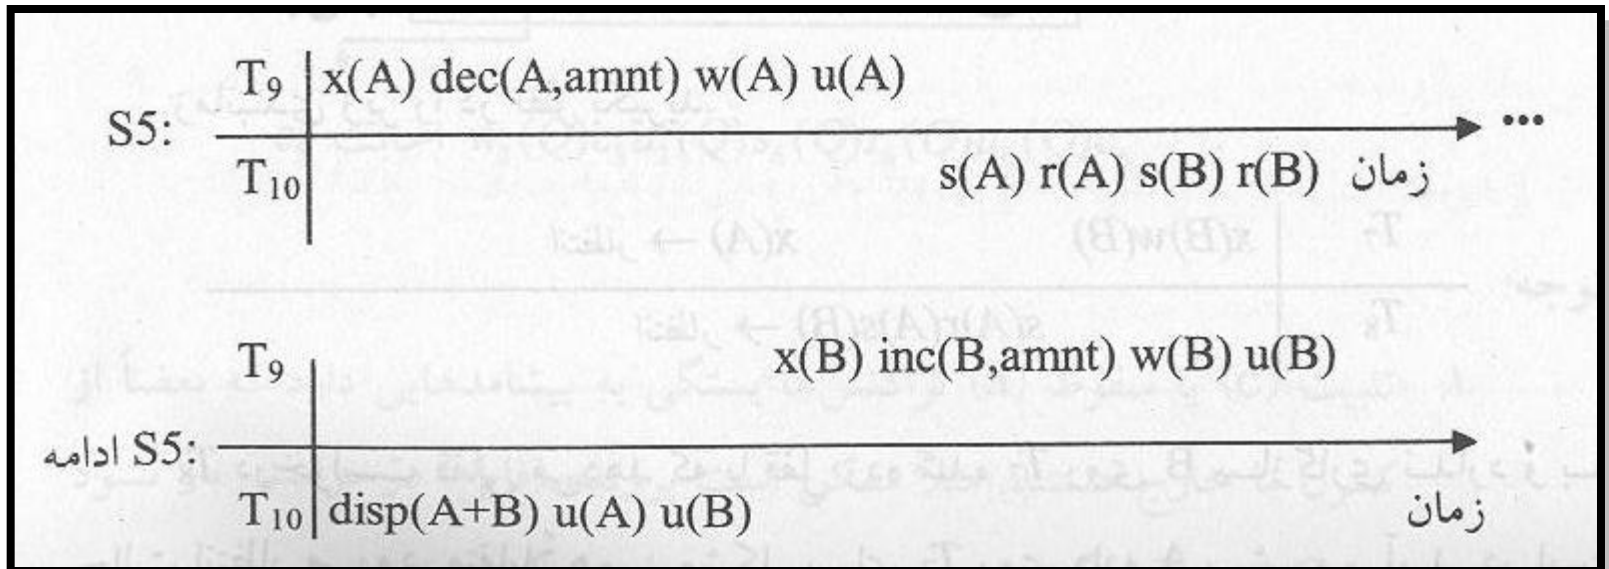 T9 x(A) dec(A,amnt) w(A) u(A)
S5: ...
T10 s(A) r(A) s(B) r(B) زمان
T9 x(B) inc(B,amnt) w(B) u(B)
ادامه S5:
T10 disp(A+B) u(A) u(B) زمان